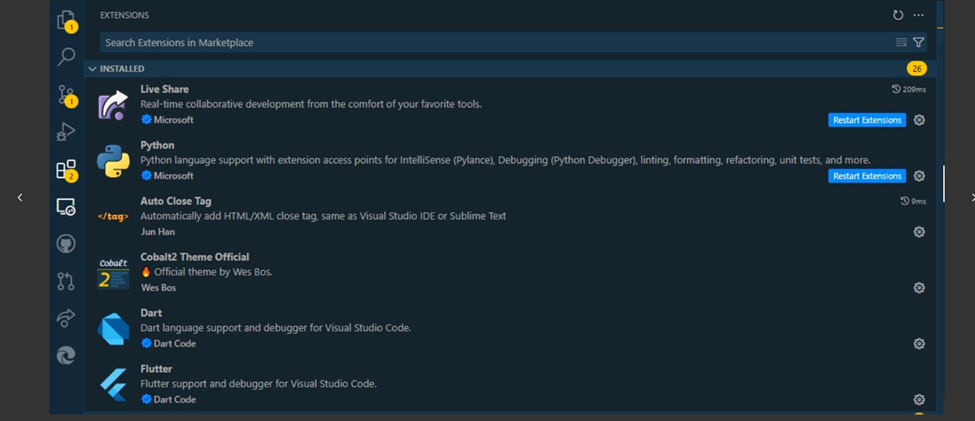 EXTENSIONS
1
Search Extensions in Marketplace
INSTALLED 26
Live Share 209ms
Real-time collaborative development from the comfort of your favorite tools.
1
Microsoft Restart Extensions
Python
Python language support with extension access points for IntelliSense (Pylance), Debugging (Python Debugger), linting, formatting, refactoring, unit tests, and more.
2
Microsoft Restart Extensions
Auto Close Tag 9ms
</tag> Automatically add HTML/XML close tag, same as Visual Studio IDE or Sublime Text
Jun Han
Cobalt2 Theme Official
Cobalt
2
Official theme by Wes Bos.
Wes Bos
Dart
Dart language support and debugger for Visual Studio Code.
Dart Code
Flutter
Flutter support and debugger for Visual Studio Code.
Dart Code